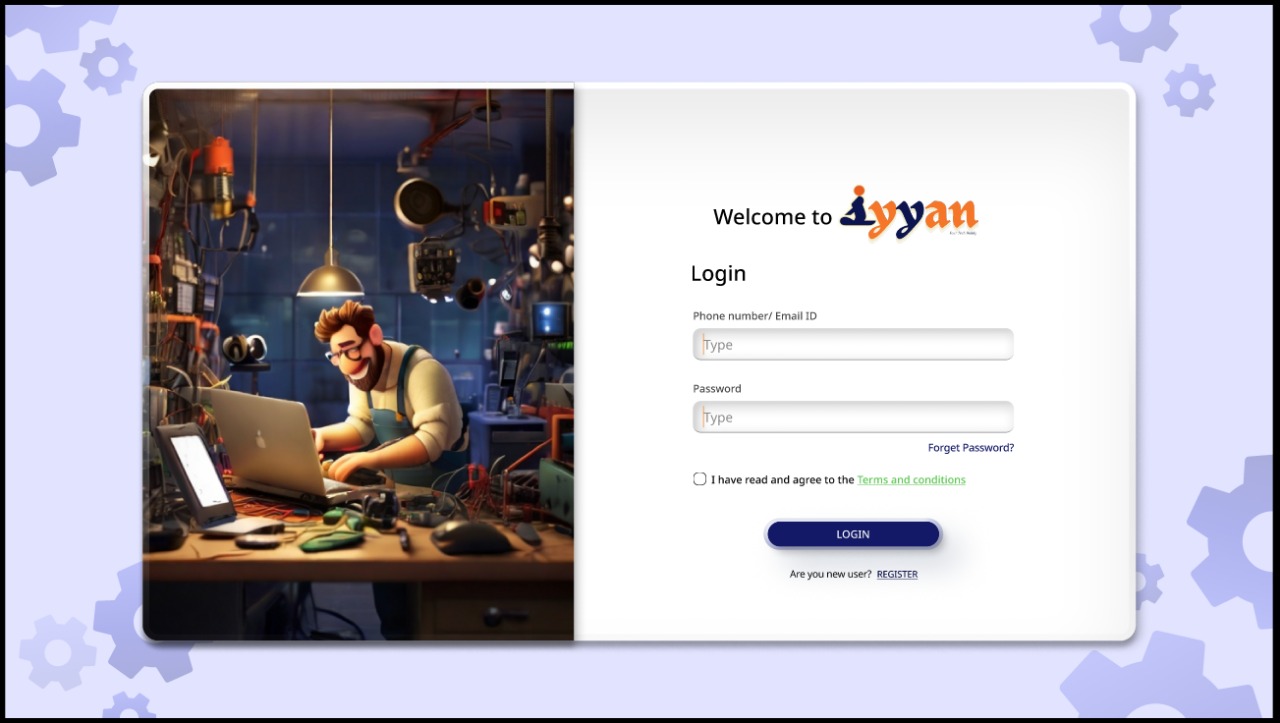 Welcome to iyyan
Login
Phone number/ Email ID
Type
Password
Type
Forget Password?
I have read and agree to the Terms and conditions
LOGIN
Are you new user? REGISTER